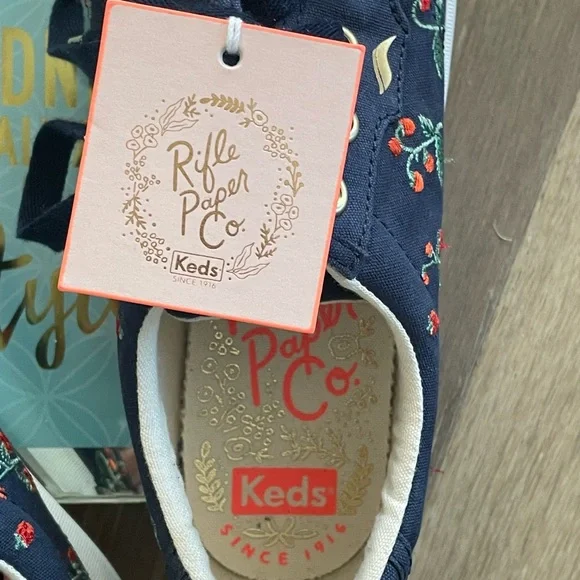 Rifle
Paper
Co.
Keds
SINCE 1916
Paper
Co.
Keds
SINCE 1916